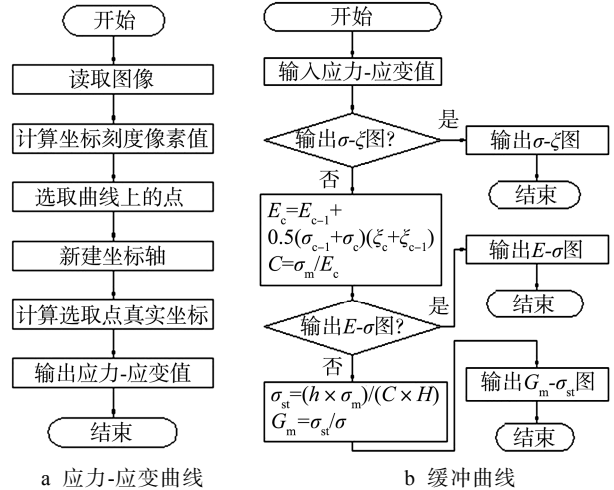 开始
读取图像
计算坐标刻度像素值
选取曲线上的点
新建坐标轴
计算选取点真实坐标
输出应力-应变值
结束
a 应力-应变曲线
开始
输入应力-应变值
输出σ-ξ图?
是
输出σ-ξ图
结束
否
E_c=E_{c-1}+
0.5(σ_{c-1}+σ_c)(ξ_c+ξ_{c-1})
C=σ_m/E_c
输出E-σ图?
是
输出E-σ图
结束
否
σ_st=(h×σ_m)/(C×H)
G_m=σ_st/σ
输出G_m-σ_st图
结束
b 缓冲曲线